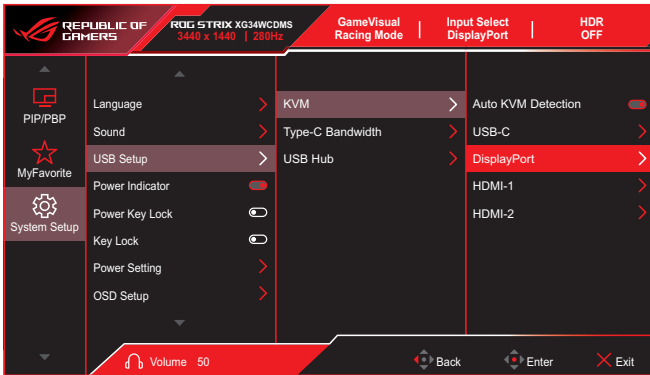 REPUBLIC OF
GAMERS
ROG STRIX XG34WCDMS
3440 x 1440 | 280Hz
GameVisual
Racing Mode
Input Select
DisplayPort
HDR
OFF
PIP/PBP
MyFavorite
System Setup
Language
Sound
USB Setup
Power Indicator
Power Key Lock
Key Lock
Power Setting
OSD Setup
KVM
Type-C Bandwidth
USB Hub
Auto KVM Detection
USB-C
DisplayPort
HDMI-1
HDMI-2
Volume 50
Back
Enter
Exit